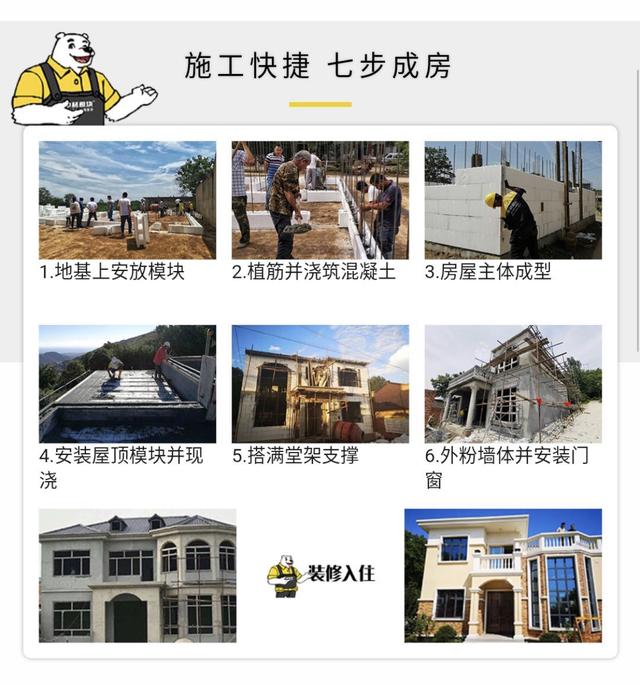 施工快捷 七步成房
1.地基上安放模块
2.植筋并浇筑混凝土
3.房屋主体成型
4.安装屋顶模块并现
浇
5.搭满堂架支撑
6.外粉墙体并安装门
窗
装修入住